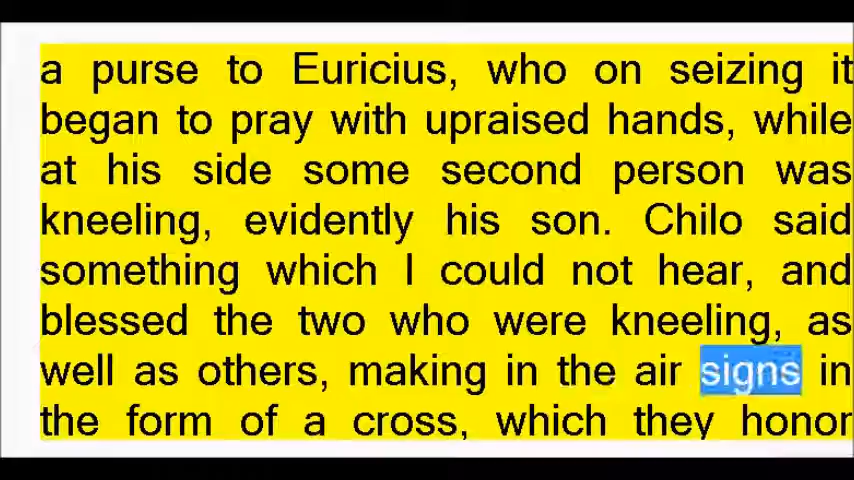 a purse to Euricius, who on seizing it
began to pray with upraised hands, while
at his side some second person was
kneeling, evidently his son. Chilo said
something which I could not hear, and
blessed the two who were kneeling, as
well as others, making in the air signs in
the form of a cross, which they honor